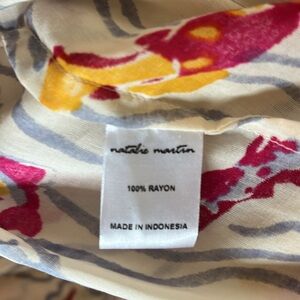 natalie martin
100% RAYON
MADE IN INDONESIA